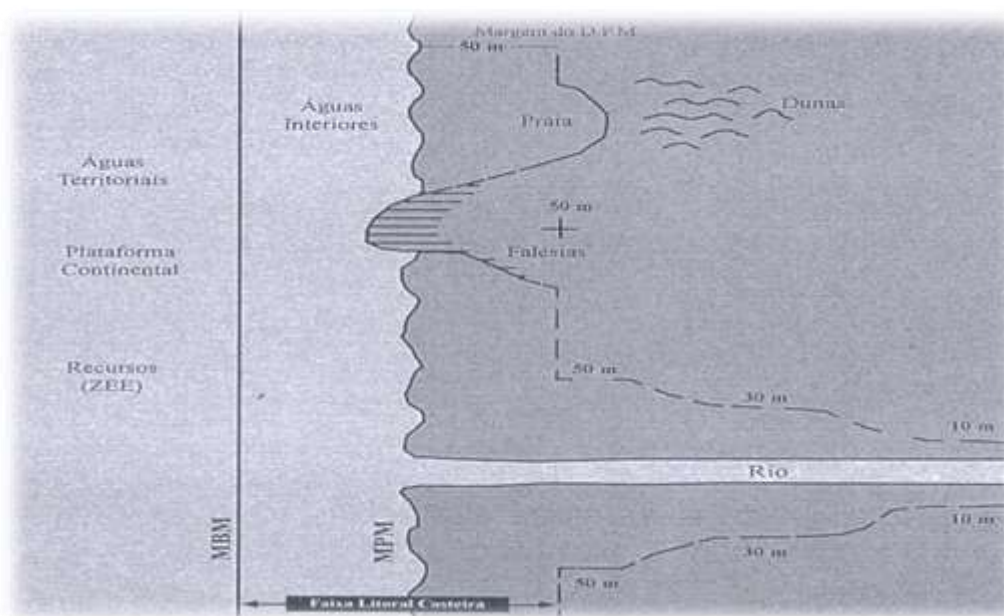 Margem do D.P.M
50 m
Águas
Interiores
Praia
Dunas
Águas
Territoriais
50 m
Plataforma
Continental
Falésias
Recursos
(ZEE)
50 m
30 m
10 m
Rio
MBM
MPM
10 m
30 m
50 m
Faixa Litoral Costeira